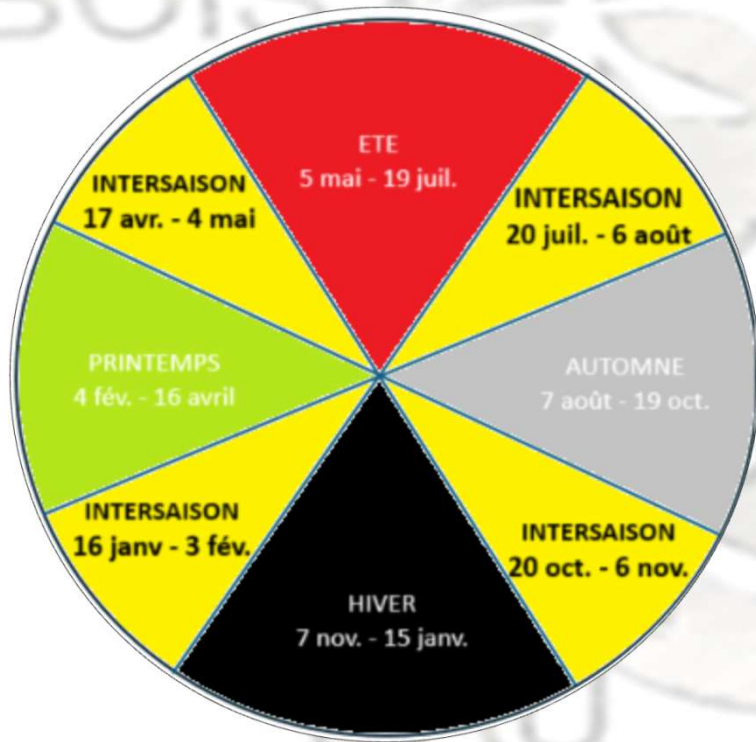 BOIS
ETE
5 mai - 19 juil.
INTERSAISON
17 avr. - 4 mai
INTERSAISON
20 juil. - 6 août
PRINTEMPS
4 fév. - 16 avril
AUTOMNE
7 août - 19 oct.
INTERSAISON
16 janv - 3 fév.
INTERSAISON
20 oct. - 6 nov.
HIVER
7 nov. - 15 janv.